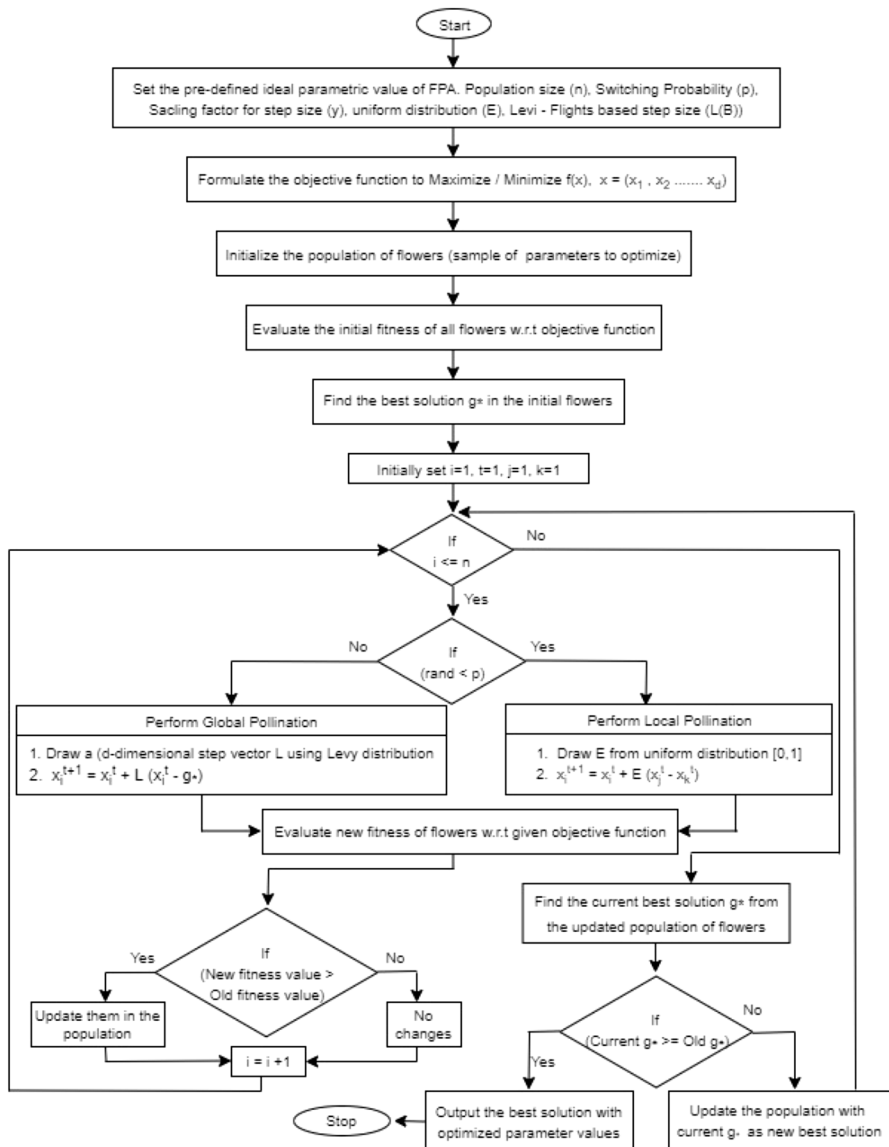 Start
Set the pre-defined ideal parametric value of FPA. Population size (n), Switching Probability (p),
Sacling factor for step size (y), uniform distribution (E), Levi - Flights based step size (L(B))
Formulate the objective function to Maximize / Minimize f(x), x = (x₁ , x₂ ....... x_d)
Initialize the population of flowers (sample of parameters to optimize)
Evaluate the initial fitness of all flowers w.r.t objective function
Find the best solution g* in the initial flowers
Initially set i=1, t=1, j=1, k=1
If
i <= n
No
Yes
If
(rand < p)
No
Yes
Perform Global Pollination
1. Draw a (d-dimensional step vector L using Levy distribution
2. x_i^{t+1} = x_i^t + L (x_i^t - g*)
Perform Local Pollination
1. Draw E from uniform distribution [0,1]
2. x_i^{t+1} = x_i^t + E (x_j^t - x_k^t)
Evaluate new fitness of flowers w.r.t given objective function
If
(New fitness value >
Old fitness value)
Yes
No
Update them in the
population
No
changes
i = i +1
Find the current best solution g* from
the updated population of flowers
If
(Current g* >= Old g*)
Yes
No
Output the best solution with
optimized parameter values
Update the population with
current g* as new best solution
Stop